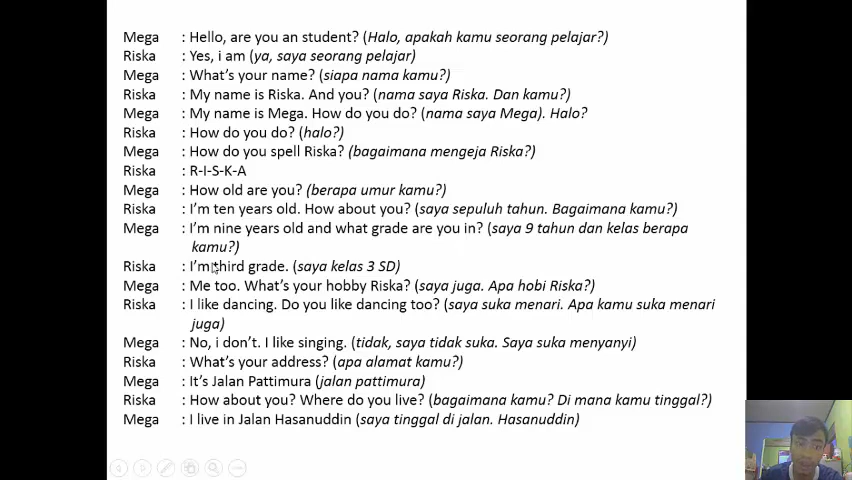 Mega : Hello, are you an student? (Halo, apakah kamu seorang pelajar?)
Riska : Yes, i am (ya, saya seorang pelajar)
Mega : What's your name? (siapa nama kamu?)
Riska : My name is Riska. And you? (nama saya Riska. Dan kamu?)
Mega : My name is Mega. How do you do? (nama saya Mega). Halo?
Riska : How do you do? (halo?)
Mega : How do you spell Riska? (bagaimana mengeja Riska?)
Riska : R-I-S-K-A
Mega : How old are you? (berapa umur kamu?)
Riska : I'm ten years old. How about you? (saya sepuluh tahun. Bagaimana kamu?)
Mega : I'm nine years old and what grade are you in? (saya 9 tahun dan kelas berapa
kamu?)
Riska : I'm third grade. (saya kelas 3 SD)
Mega : Me too. What's your hobby Riska? (saya juga. Apa hobi Riska?)
Riska : I like dancing. Do you like dancing too? (saya suka menari. Apa kamu suka menari
juga)
Mega : No, i don't. I like singing. (tidak, saya tidak suka. Saya suka menyanyi)
Riska : What's your address? (apa alamat kamu?)
Mega : It's Jalan Pattimura (jalan pattimura)
Riska : How about you? Where do you live? (bagaimana kamu? Di mana kamu tinggal?)
Mega : I live in Jalan Hasanuddin (saya tinggal di jalan. Hasanuddin)